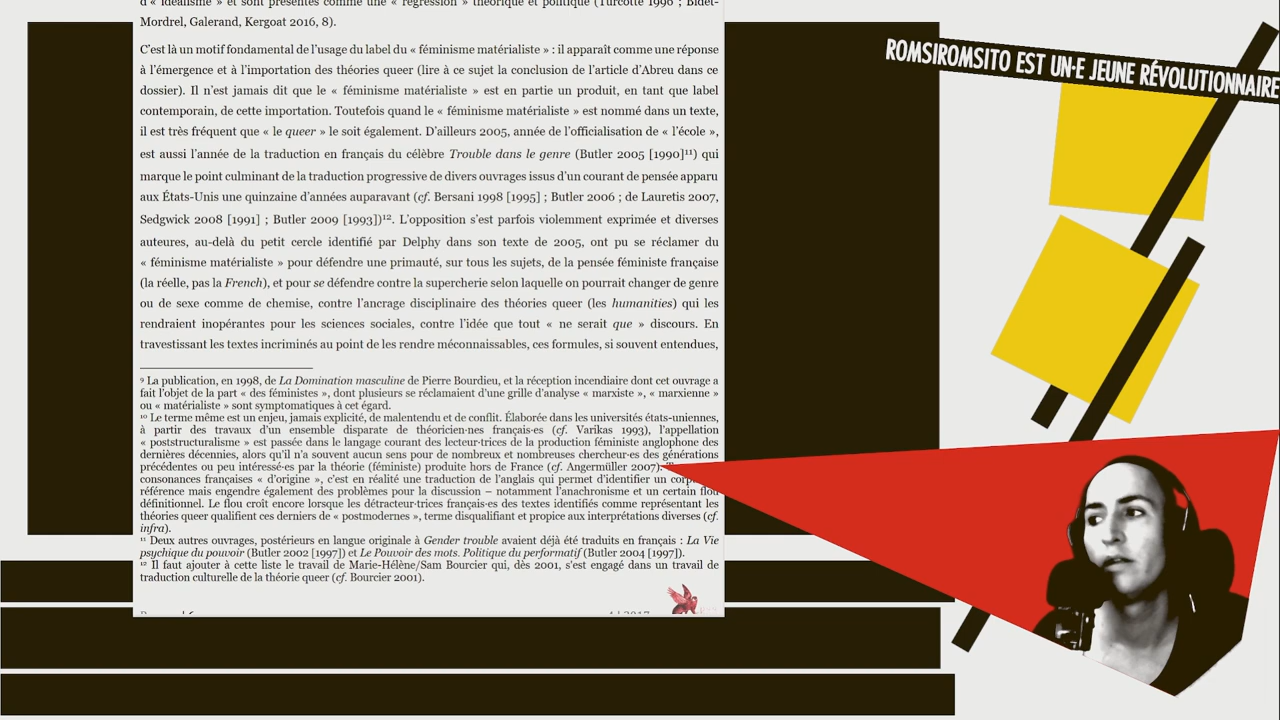 d'« idéalisme » et sont présentés comme une « régression » théorique et politique (Turcotte 1996 ; Bidet-
Mordrel, Galerand, Kergoat 2016, 8).
C'est là un motif fondamental de l'usage du label du « féminisme matérialiste » : il apparaît comme une réponse
à l'émergence et à l'importation des théories queer (lire à ce sujet la conclusion de l'article d'Abreu dans ce
dossier). Il n'est jamais dit que le « féminisme matérialiste » est en partie un produit, en tant que label
contemporain, de cette importation. Toutefois quand le « féminisme matérialiste » est nommé dans un texte,
il est très fréquent que « le queer » le soit également. D'ailleurs 2005, année de l'officialisation de « l'école »,
est aussi l'année de la traduction en français du célèbre Trouble dans le genre (Butler 2005 [1990]¹¹) qui
marque le point culminant de la traduction progressive de divers ouvrages issus d'un courant de pensée apparu
aux États-Unis une quinzaine d'années auparavant (cf. Bersani 1998 [1995] ; Butler 2006 ; de Lauretis 2007,
Sedgwick 2008 [1991] ; Butler 2009 [1993])¹². L'opposition s'est parfois violemment exprimée et diverses
auteures, au-delà du petit cercle identifié par Delphy dans son texte de 2005, ont pu se réclamer du
« féminisme matérialiste » pour défendre une primauté, sur tous les sujets, de la pensée féministe française
(la réelle, pas la French), et pour se défendre contre la supercherie selon laquelle on pourrait changer de genre
ou de sexe comme de chemise, contre l'ancrage disciplinaire des théories queer (les humanities) qui les
rendraient inopérantes pour les sciences sociales, contre l'idée que tout « ne serait que » discours. En
travestissant les textes incriminés au point de les rendre méconnaissables, ces formules, si souvent entendues,
⁹ La publication, en 1998, de La Domination masculine de Pierre Bourdieu, et la réception incendiaire dont cet ouvrage a
fait l'objet de la part « des féministes », dont plusieurs se réclamaient d'une grille d'analyse « marxiste », « marxienne »
ou « matérialiste » sont symptomatiques à cet égard.
¹⁰ Le terme même est un enjeu, jamais explicité, de malentendu et de conflit. Élaborée dans les universités états-uniennes,
à partir des travaux d'un ensemble disparate de théoricien·nes français·es (cf. Varikas 1993), l'appellation
« poststructuralisme » est passée dans le langage courant des lecteur·trices de la production féministe anglophone des
dernières décennies, alors qu'il n'a souvent aucun sens pour de nombreux et nombreuses chercheur·es des générations
précédentes ou peu intéressé·es par la théorie (féministe) produite hors de France (cf. Angermüller 2007).
consonances françaises « d'origine », c'est en réalité une traduction de l'anglais qui permet d'identifier un
référence mais engendre également des problèmes pour la discussion – notamment l'anachronisme et un certain flou
définitionnel. Le flou croît encore lorsque les détracteur·trices français·es des textes identifiés comme représentant les
théories queer qualifient ces derniers de « postmodernes », terme disqualifiant et propice aux interprétations diverses (cf.
infra).
¹¹ Deux autres ouvrages, postérieurs en langue originale à Gender trouble avaient déjà été traduits en français : La Vie
psychique du pouvoir (Butler 2002 [1997]) et Le Pouvoir des mots. Politique du performatif (Butler 2004 [1997]).
¹² Il faut ajouter à cette liste le travail de Marie-Hélène/Sam Bourcier qui, dès 2001, s'est engagé dans un travail de
traduction culturelle de la théorie queer (cf. Bourcier 2001).
ROMSIROMSITO EST UN·E JEUNE RÉVOLUTIONNAIRE